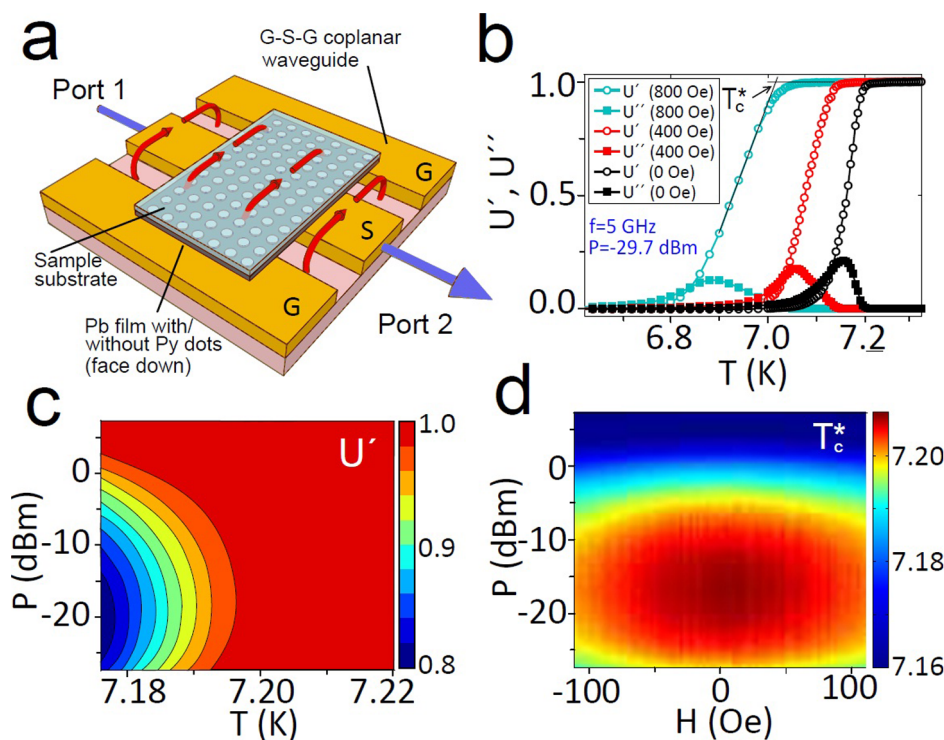 a
G-S-G coplanar
waveguide
Port 1
G
S
G
Sample
substrate
Pb film with/
without Py dots
(face down)
Port 2
b
U´, U´´
1.0
0.5
0.0
U´ (800 Oe)
U´´ (800 Oe)
U´ (400 Oe)
U´´ (400 Oe)
U´ (0 Oe)
U´´ (0 Oe)
T*c
f=5 GHz
P=-29.7 dBm
6.8 7.0 7.2
T (K)
c
U´
P (dBm)
0
-10
-20
7.18 7.20 7.22
T (K)
1.0
0.9
0.8
d
T*c
P (dBm)
0
-10
-20
-100 0 100
H (Oe)
7.20
7.18
7.16